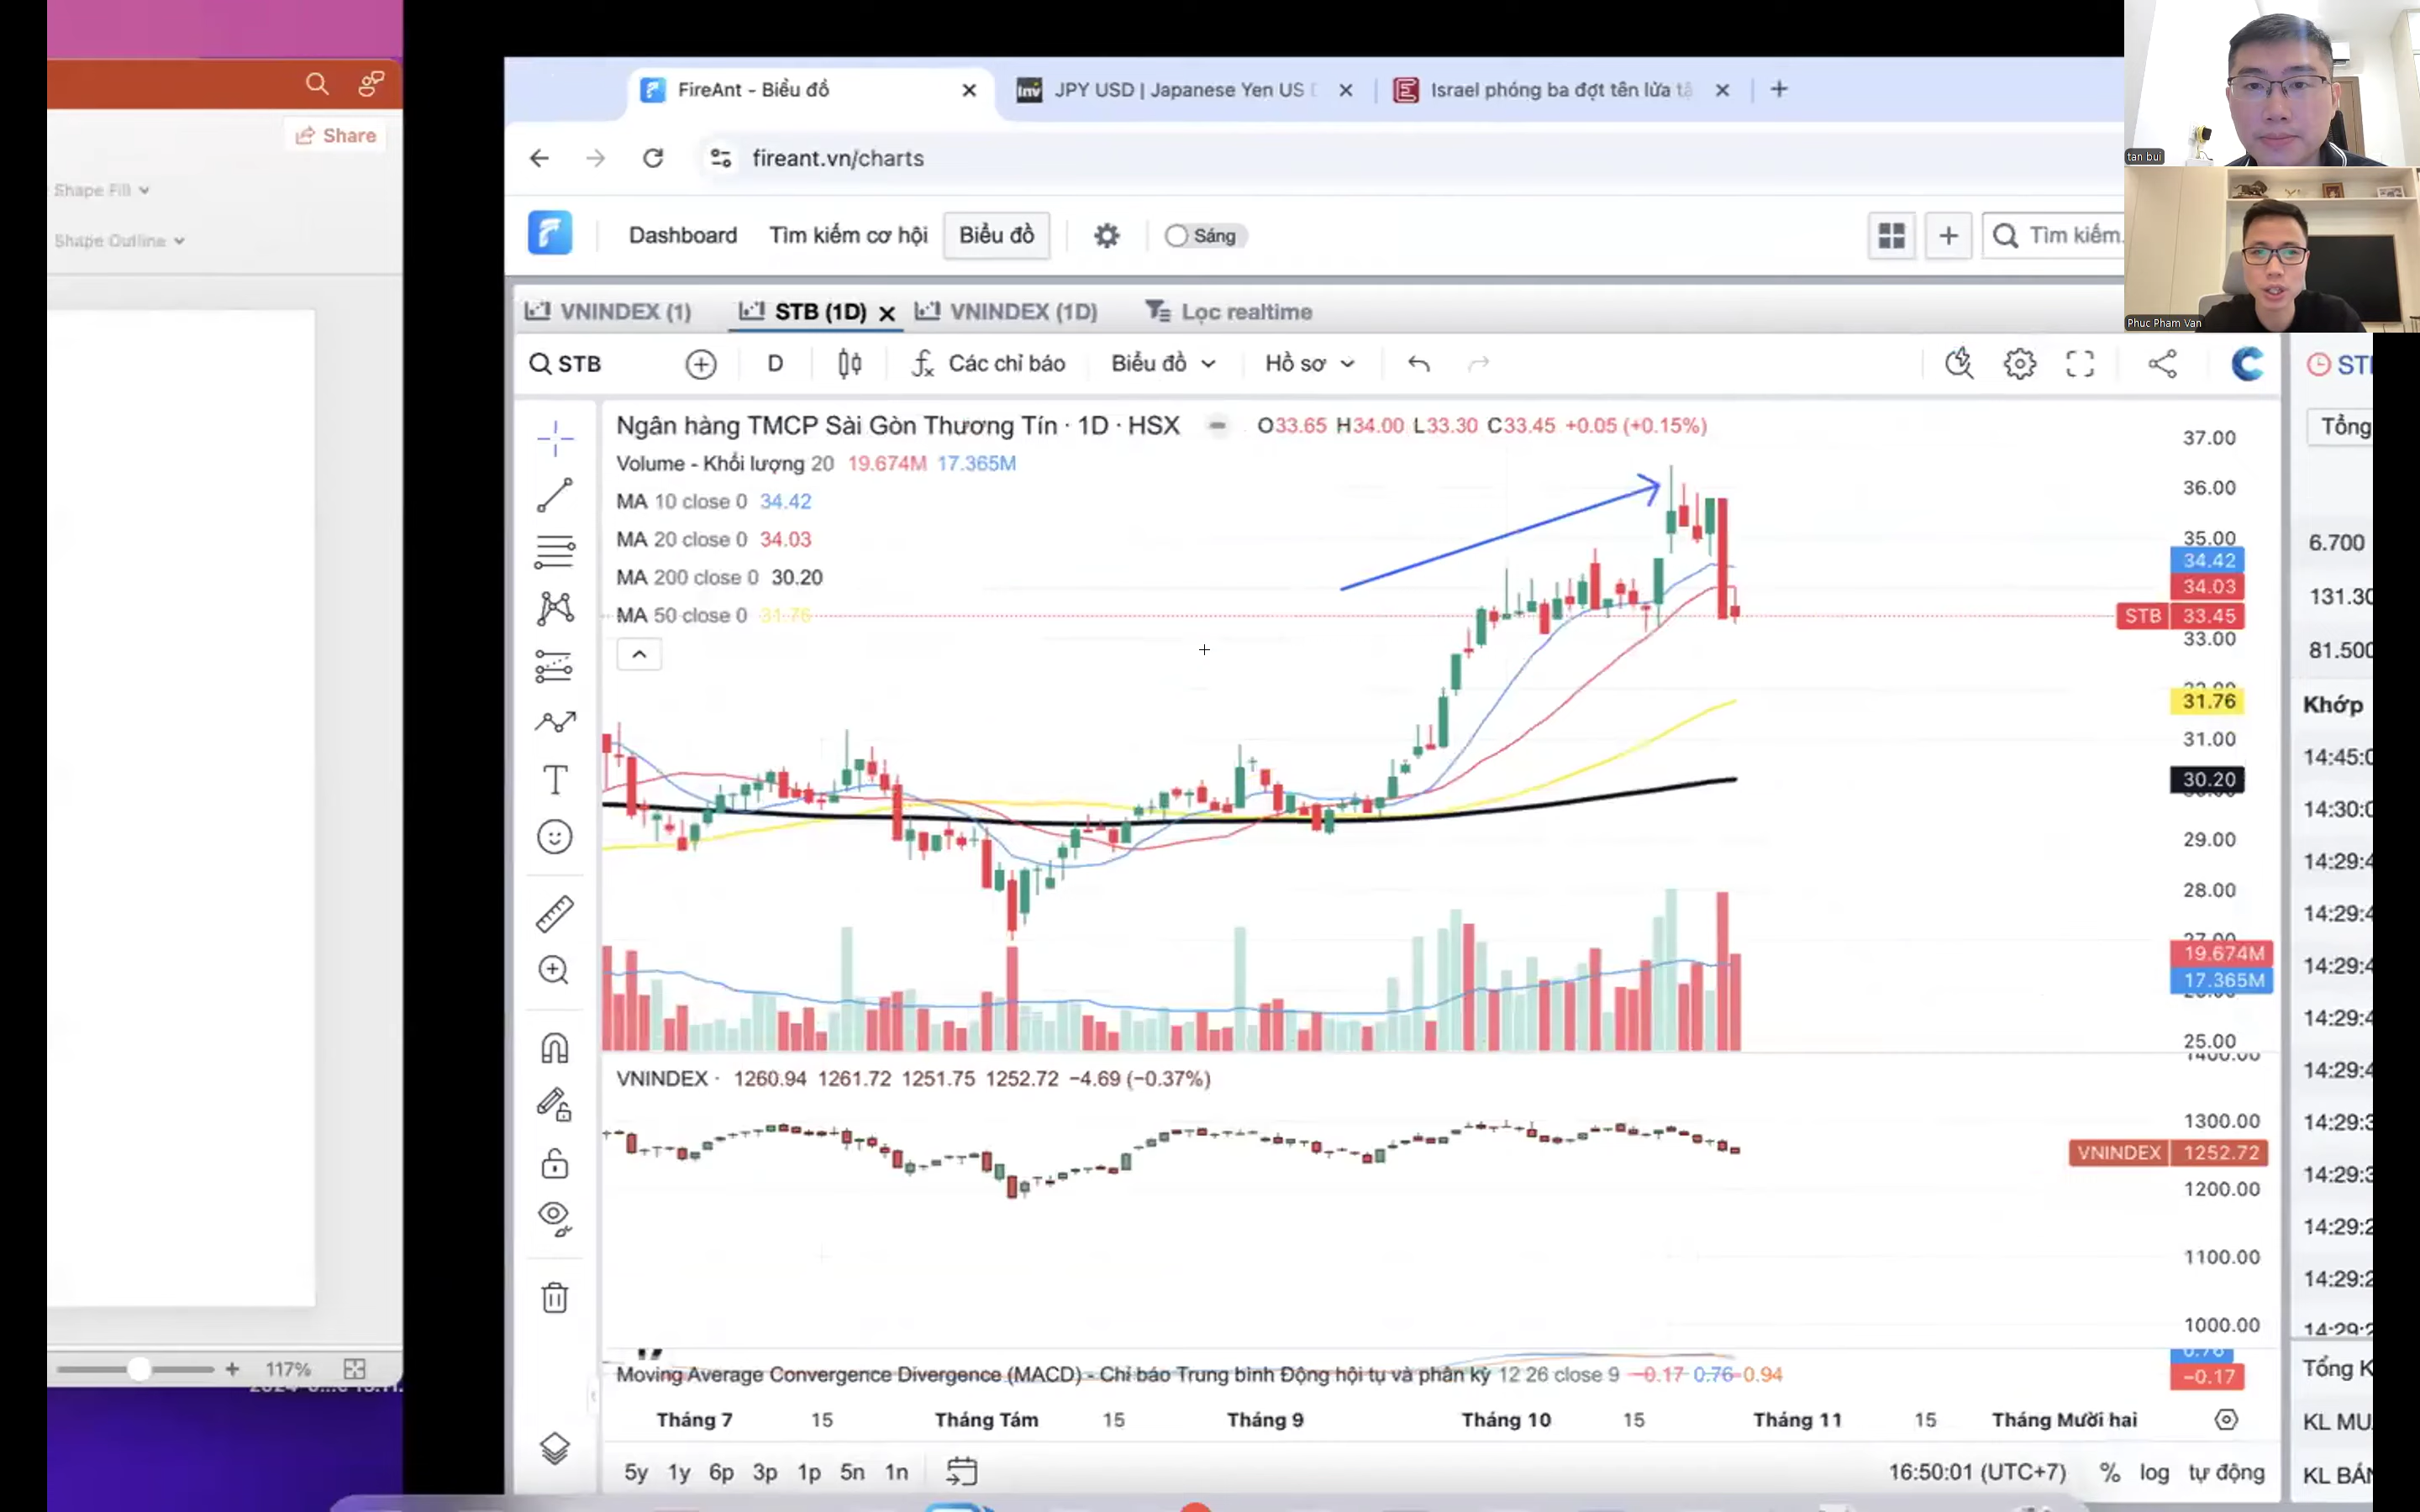 Share
Shape Fill
Shape Outline
117%
FireAnt - Biểu đồ
JPY USD | Japanese Yen US
Israel phóng ba đợt tên lửa
fireant.vn/charts
Dashboard
Tìm kiếm cơ hội
Biểu đồ
Sáng
Tìm kiếm
tan bui
Phuc Pham Van
VNINDEX (1)
STB (1D)
VNINDEX (1D)
Lọc realtime
STB
D
Các chỉ báo
Biểu đồ
Hồ sơ
Ngân hàng TMCP Sài Gòn Thương Tín · 1D · HSX O33.65 H34.00 L33.30 C33.45 +0.05 (+0.15%)
Volume - Khối lượng 20 19.674M 17.365M
MA 10 close 0 34.42
MA 20 close 0 34.03
MA 200 close 0 30.20
MA 50 close 0 31.76
37.00
36.00
35.00
34.42
34.03
STB 33.45
33.00
31.76
31.00
30.20
29.00
28.00
27.00
19.674M
17.365M
25.00
VNINDEX · 1260.94 1261.72 1251.75 1252.72 −4.69 (−0.37%)
1300.00
VNINDEX 1252.72
1200.00
1100.00
1000.00
Moving Average Convergence Divergence (MACD) - Chỉ báo Trung bình Động hội tụ và phân kỳ 12 26 close 9 −0.17 0.76 0.94
−0.17
Tháng 7
15
Tháng Tám
15
Tháng 9
Tháng 10
15
Tháng 11
15
Tháng Mười hai
5y 1y 6p 3p 1p 5n 1n
16:50:01 (UTC+7)
%
log
tự động
6.700
81.500
Khớp
KL